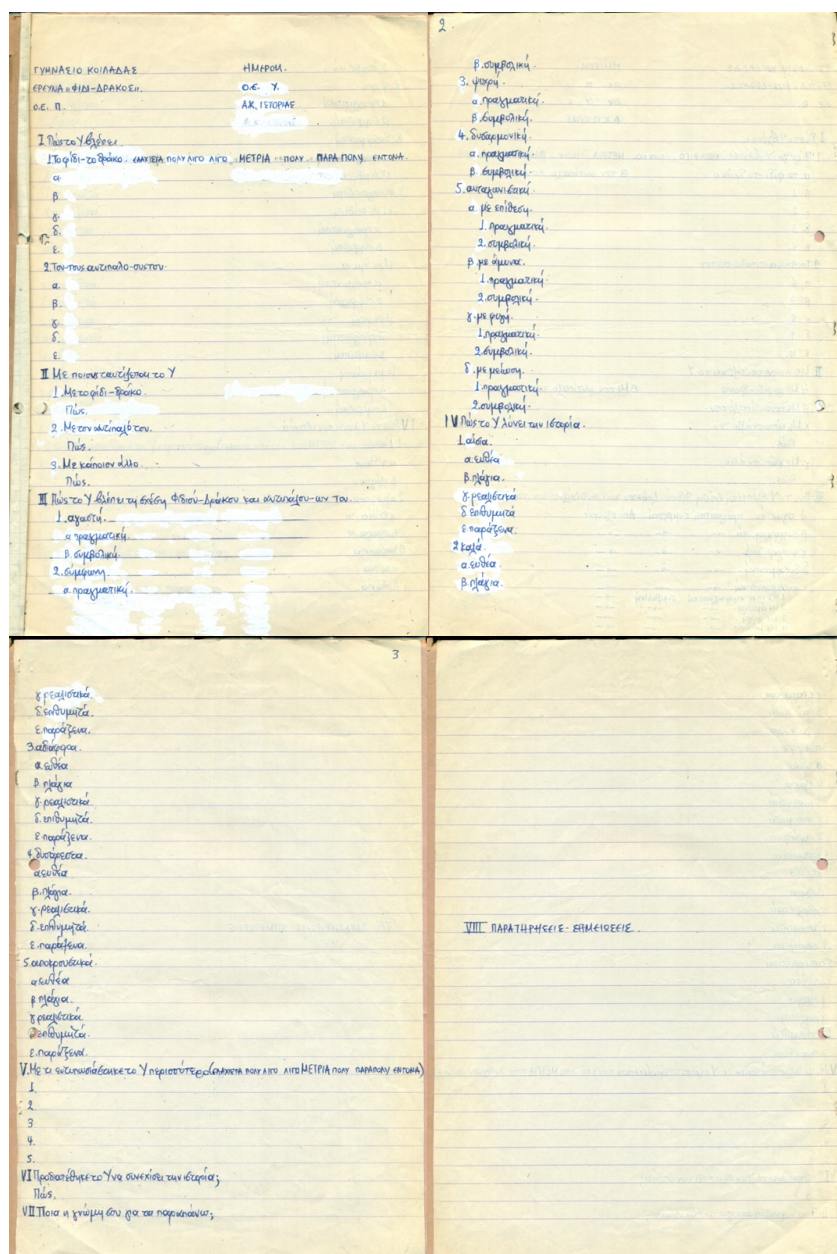 ΓΥΜΝΑΣΙΟ ΚΟΙΛΑΔΑΣ ΗΜΕΡΟΜ.
ΕΡΕΥΝΑ "ΦΙΔΙ-ΔΡΑΚΟΣ". Ο.Ε. Υ.
Ο.Ε. Π. Α.Κ. ΙΣΤΟΡΙΑΣ
I Πώς το Υ βλέπει
1. Το φίδι-το δράκο. ΕΛΑΧΙΣΤΑ ΠΟΛΥ ΛΙΓΟ ΛΙΓΟ ΜΕΤΡΙΑ ΠΟΛΥ ΠΑΡΑ ΠΟΛΥ ΕΝΤΟΝΑ.
α.
β.
γ.
δ.
ε.
2. Τον-τους αντίπαλο-ους του.
α.
β.
γ.
δ.
ε.
II Με ποιους ταυτίζεται το Υ
1. Με το φίδι-δράκο.
Πώς.
2. Με τον αντίπαλό του.
Πώς.
3. Με κάποιον άλλο.
Πώς.
III Πώς το Υ βλέπει τη σχέση Φιδιού-Δράκου και αντιπάλου-ων του.
1. αγαστή.
α. πραγματική.
β. συμβολική.
2. σύμφωνη.
α. πραγματική.
2
β. συμβολική.
3. ψυχρή.
α. πραγματική.
β. συμβολική.
4. δυσαρμονική.
α. πραγματική.
β. συμβολική.
5. ανταγωνιστική.
α. με επίθεση.
1. πραγματική.
2. συμβολική.
β. με άμυνα.
1. πραγματική.
2. συμβολική.
γ. με φυγή.
1. πραγματική.
2. συμβολική.
δ. με μείωση.
1. πραγματική.
2. συμβολική.
IV Πώς το Υ λύνει την ιστορία.
1. αίσια.
α. ευθέα
β. πλάγια.
γ. ρεαλιστικά
δ. επιθυμητά
ε. παράξενα.
2. καλά.
α. ευθέα.
β. πλάγια.
3
γ. ρεαλιστικά.
δ. επιθυμητά.
ε. παράξενα.
3. αδιάφορα.
α. ευθέα
β. πλάγια
γ. ρεαλιστικά.
δ. επιθυμητά.
ε. παράξενα.
4. δυσάρεστα.
α. ευθέα
β. πλάγια.
γ. ρεαλιστικά.
δ. επιθυμητά.
ε. παράξενα.
5. αποκρουστικά.
α. ευθέα
β. πλάγια.
γ. ρεαλιστικά
δ. επιθυμητά.
ε. παράξενα.
V. Με τι εντυπωσιάστηκε το Υ περισσότερο (ΕΛΑΧΙΣΤΑ ΠΟΛΥ ΛΙΓΟ ΛΙΓΟ ΜΕΤΡΙΑ ΠΟΛΥ ΠΑΡΑΠΟΛΥ ΕΝΤΟΝΑ)
1.
2
3
4.
5.
VI Προδιατέθηκε το Υ να συνεχίσει την ιστορία;
Πώς.
VII Ποια η γνώμη σου για τα παραπάνω;
VIII ΠΑΡΑΤΗΡΗΣΕΙΣ-ΣΗΜΕΙΩΣΕΙΣ.